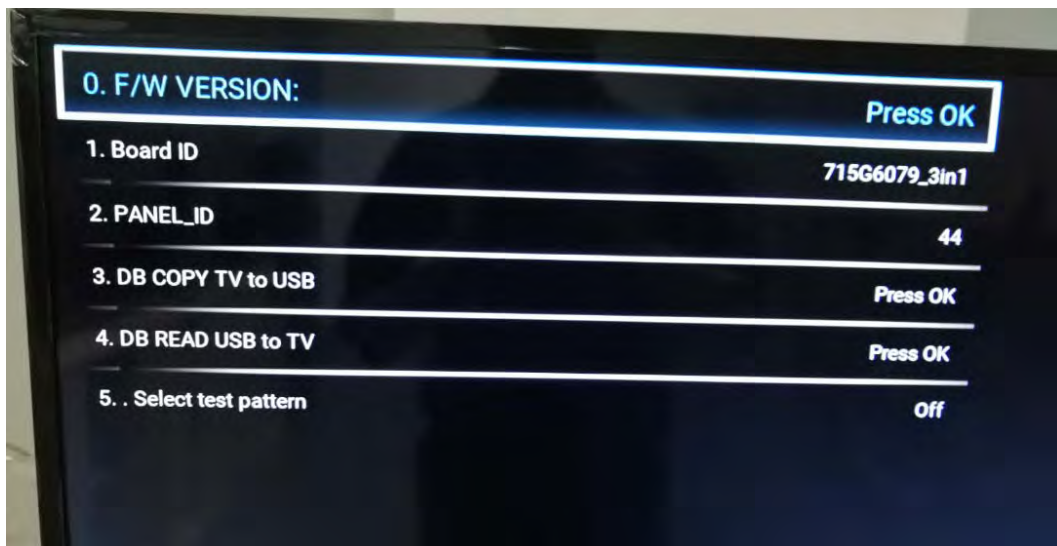 0. F/W VERSION: Press OK
1. Board ID 715G6079_3in1
2. PANEL_ID 44
3. DB COPY TV to USB Press OK
4. DB READ USB to TV Press OK
5. . Select test pattern Off